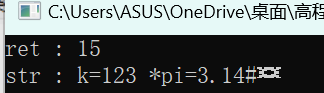 C:\Users\ASUS\OneDrive\桌面\高程
ret : 15
str : k=123 *pi=3.14#